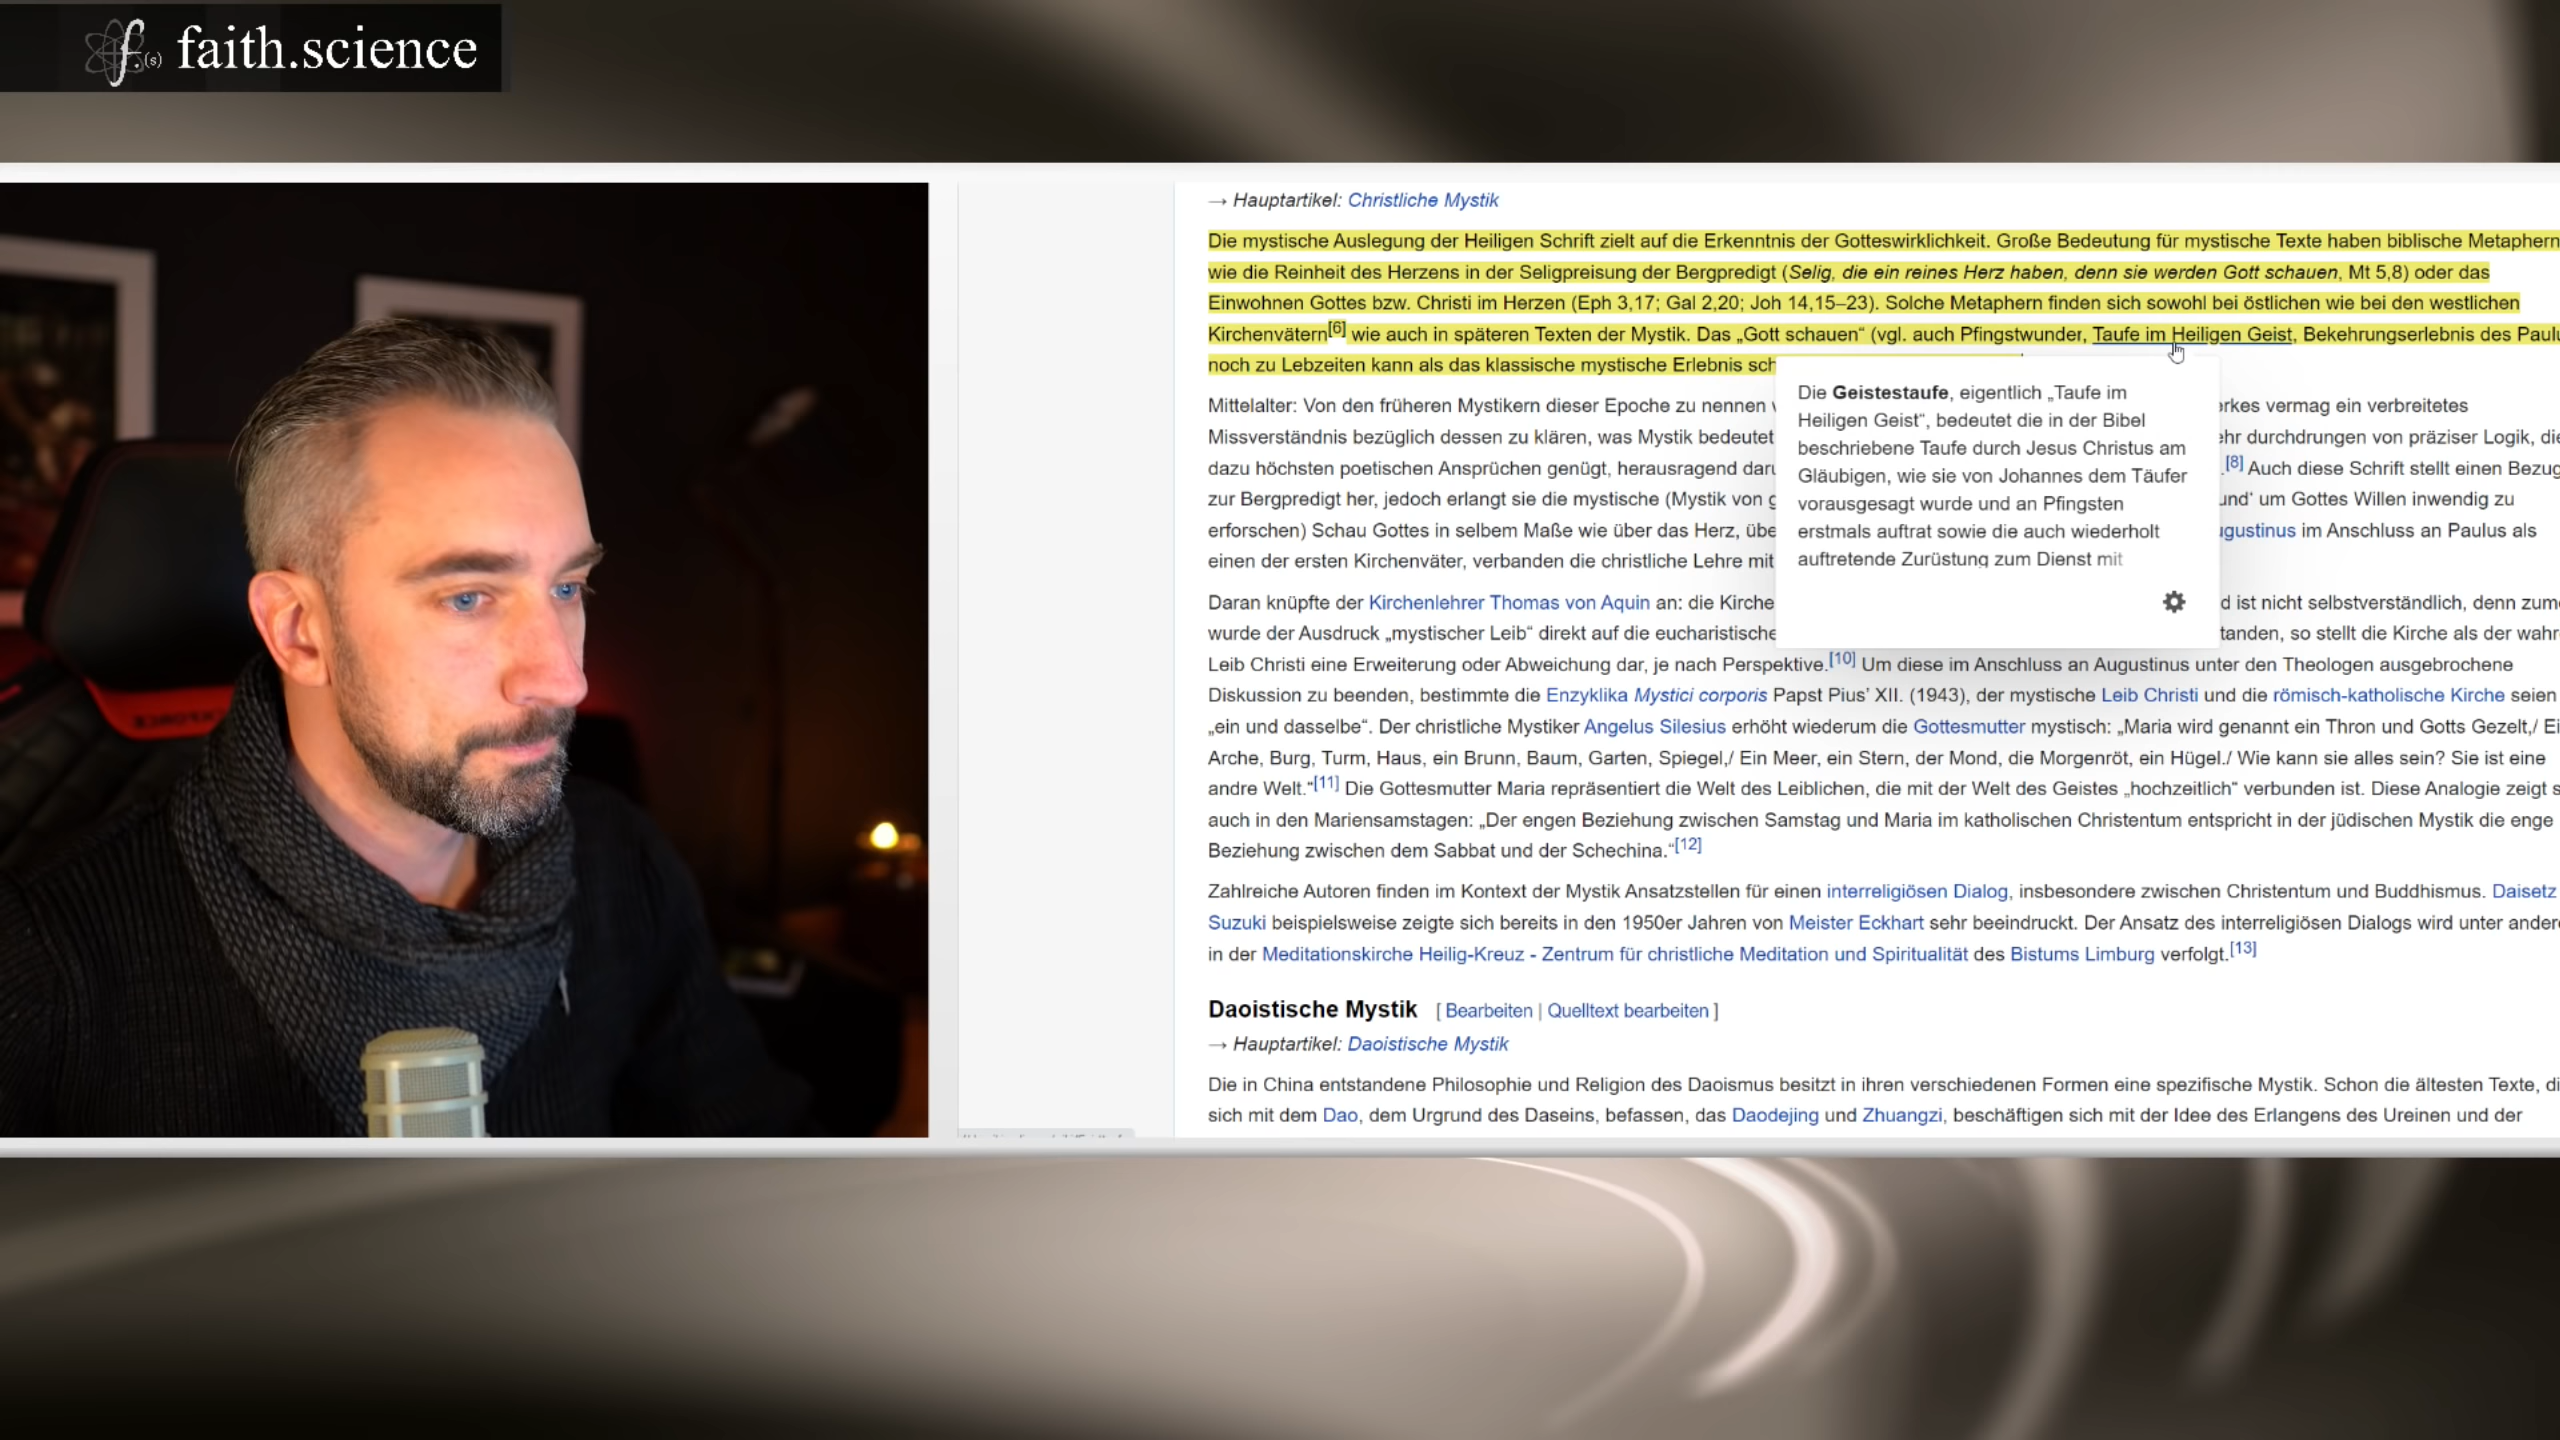 f.(s) faith.science
→ Hauptartikel: Christliche Mystik
Die mystische Auslegung der Heiligen Schrift zielt auf die Erkenntnis der Gotteswirklichkeit. Große Bedeutung für mystische Texte haben biblische Metaphern
wie die Reinheit des Herzens in der Seligpreisung der Bergpredigt (Selig, die ein reines Herz haben, denn sie werden Gott schauen, Mt 5,8) oder das
Einwohnen Gottes bzw. Christi im Herzen (Eph 3,17; Gal 2,20; Joh 14,15–23). Solche Metaphern finden sich sowohl bei östlichen wie bei den westlichen
Kirchenvätern[6] wie auch in späteren Texten der Mystik. Das „Gott schauen“ (vgl. auch Pfingstwunder, Taufe im Heiligen Geist, Bekehrungserlebnis des Paulu
noch zu Lebzeiten kann als das klassische mystische Erlebnis sch
Die Geistestaufe, eigentlich „Taufe im
Heiligen Geist“, bedeutet die in der Bibel
beschriebene Taufe durch Jesus Christus am
Gläubigen, wie sie von Johannes dem Täufer
vorausgesagt wurde und an Pfingsten
erstmals auftrat sowie die auch wiederholt
auftretende Zurüstung zum Dienst mit
Mittelalter: Von den früheren Mystikern dieser Epoche zu nennen erkes vermag ein verbreitetes
Missverständnis bezüglich dessen zu klären, was Mystik bedeutet ehr durchdrungen von präziser Logik, die
dazu höchsten poetischen Ansprüchen genügt, herausragend daru .[8] Auch diese Schrift stellt einen Bezug
zur Bergpredigt her, jedoch erlangt sie die mystische (Mystik von g und‘ um Gottes Willen inwendig zu
erforschen) Schau Gottes in selbem Maße wie über das Herz, übe ugustinus im Anschluss an Paulus als
einen der ersten Kirchenväter, verbanden die christliche Lehre mit
Daran knüpfte der Kirchenlehrer Thomas von Aquin an: die Kirche d ist nicht selbstverständlich, denn zume
wurde der Ausdruck „mystischer Leib“ direkt auf die eucharistische tanden, so stellt die Kirche als der wahr
Leib Christi eine Erweiterung oder Abweichung dar, je nach Perspektive.[10] Um diese im Anschluss an Augustinus unter den Theologen ausgebrochene
Diskussion zu beenden, bestimmte die Enzyklika Mystici corporis Papst Pius’ XII. (1943), der mystische Leib Christi und die römisch-katholische Kirche seien
„ein und dasselbe“. Der christliche Mystiker Angelus Silesius erhöht wiederum die Gottesmutter mystisch: „Maria wird genannt ein Thron und Gotts Gezelt,/ Ei
Arche, Burg, Turm, Haus, ein Brunn, Baum, Garten, Spiegel,/ Ein Meer, ein Stern, der Mond, die Morgenröt, ein Hügel./ Wie kann sie alles sein? Sie ist eine
andre Welt.“[11] Die Gottesmutter Maria repräsentiert die Welt des Leiblichen, die mit der Welt des Geistes „hochzeitlich“ verbunden ist. Diese Analogie zeigt s
auch in den Mariensamstagen: „Der engen Beziehung zwischen Samstag und Maria im katholischen Christentum entspricht in der jüdischen Mystik die enge
Beziehung zwischen dem Sabbat und der Schechina.“[12]
Zahlreiche Autoren finden im Kontext der Mystik Ansatzstellen für einen interreligiösen Dialog, insbesondere zwischen Christentum und Buddhismus. Daisetz
Suzuki beispielsweise zeigte sich bereits in den 1950er Jahren von Meister Eckhart sehr beeindruckt. Der Ansatz des interreligiösen Dialogs wird unter andere
in der Meditationskirche Heilig-Kreuz - Zentrum für christliche Meditation und Spiritualität des Bistums Limburg verfolgt.[13]
Daoistische Mystik [ Bearbeiten | Quelltext bearbeiten ]
→ Hauptartikel: Daoistische Mystik
Die in China entstandene Philosophie und Religion des Daoismus besitzt in ihren verschiedenen Formen eine spezifische Mystik. Schon die ältesten Texte, di
sich mit dem Dao, dem Urgrund des Daseins, befassen, das Daodejing und Zhuangzi, beschäftigen sich mit der Idee des Erlangens des Ureinen und der